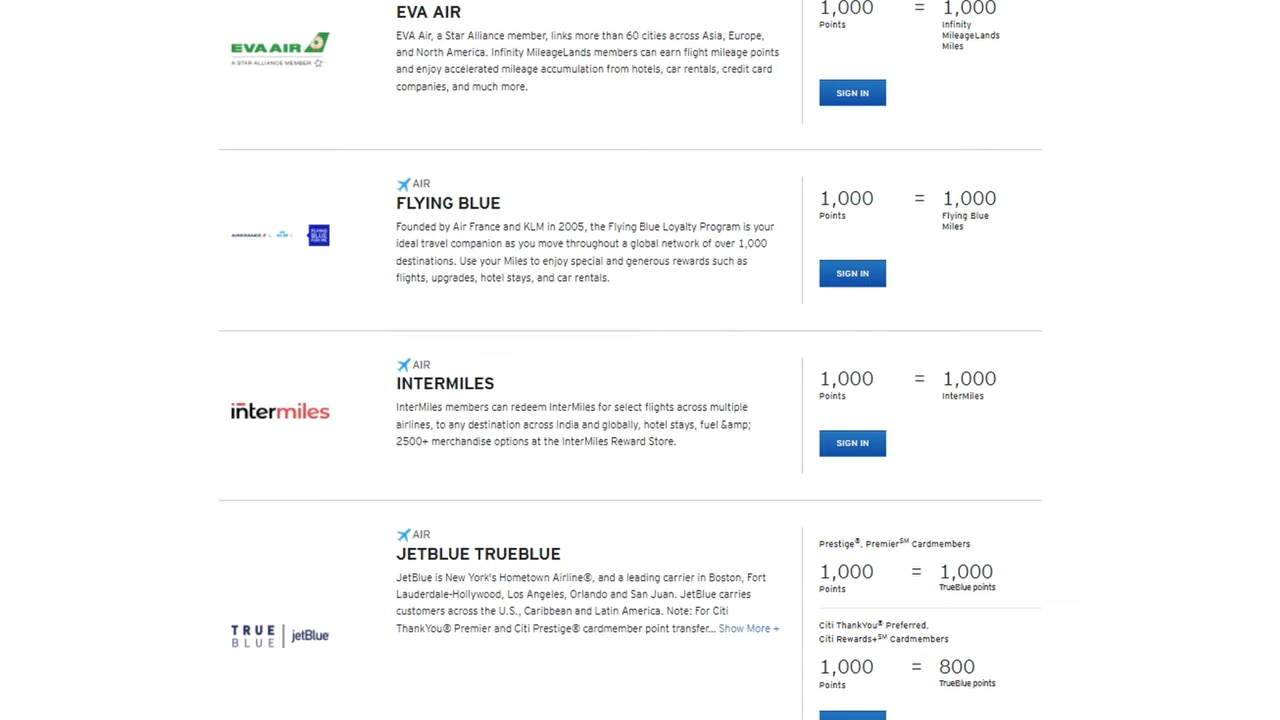 EVA AIR
A STAR ALLIANCE MEMBER
EVA AIR
EVA Air, a Star Alliance member, links more than 60 cities across Asia, Europe,
and North America. Infinity MileageLands members can earn flight mileage points
and enjoy accelerated mileage accumulation from hotels, car rentals, credit card
companies, and much more.
1,000 = 1,000
Points
Infinity
MileageLands
Miles
SIGN IN
AIRFRANCE KLM
FLYING
BLUE
AIR
FLYING BLUE
Founded by Air France and KLM in 2005, the Flying Blue Loyalty Program is your
ideal travel companion as you move throughout a global network of over 1,000
destinations. Use your Miles to enjoy special and generous rewards such as
flights, upgrades, hotel stays, and car rentals.
1,000 = 1,000
Points
Flying Blue
Miles
SIGN IN
intermiles
AIR
INTERMILES
InterMiles members can redeem InterMiles for select flights across multiple
airlines, to any destination across India and globally, hotel stays, fuel &amp;
2500+ merchandise options at the InterMiles Reward Store.
1,000 = 1,000
Points InterMiles
SIGN IN
TRUE
BLUE
jetBlue
AIR
JETBLUE TRUEBLUE
JetBlue is New York's Hometown Airline®, and a leading carrier in Boston, Fort
Lauderdale-Hollywood, Los Angeles, Orlando and San Juan. JetBlue carries
customers across the U.S., Caribbean and Latin America. Note: For Citi
ThankYou® Premier and Citi Prestige® cardmember point transfer... Show More +
Prestige®, Premier℠ Cardmembers
1,000 = 1,000
Points TrueBlue points
Citi ThankYou® Preferred,
Citi Rewards+℠ Cardmembers
1,000 = 800
Points TrueBlue points